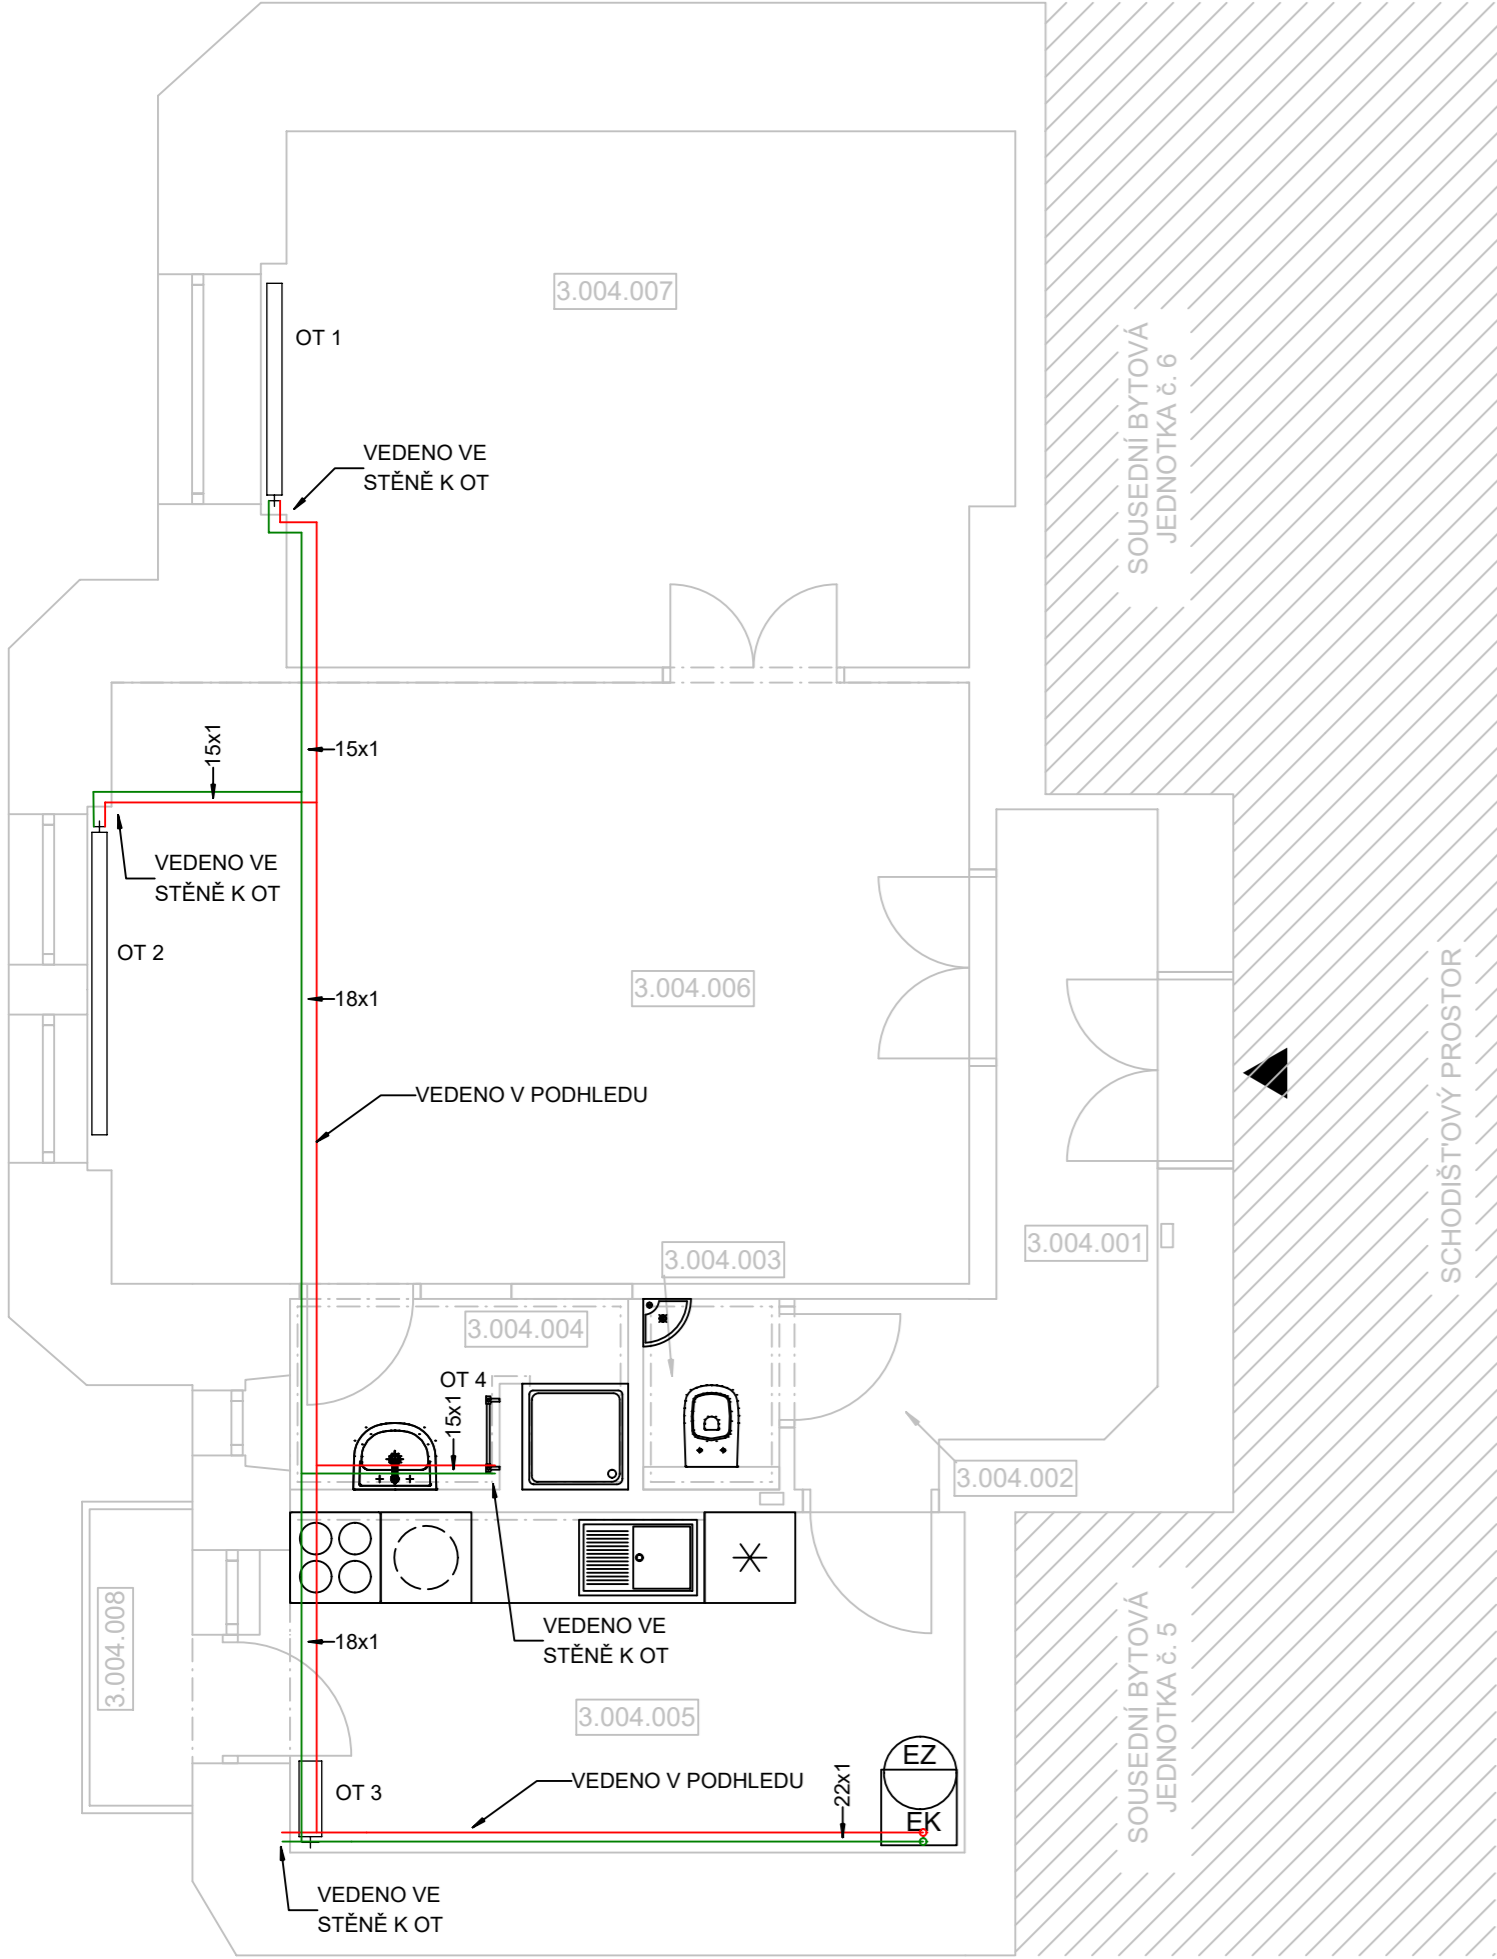 3.004.007
OT 1
VEDENO VE
STĚNĚ K OT
SOUSEDNÍ BYTOVÁ
JEDNOTKA č. 6
15x1
15x1
VEDENO VE
STĚNĚ K OT
OT 2
3.004.006
18x1
VEDENO V PODHLEDU
SCHODIŠŤOVÝ PROSTOR
3.004.001
3.004.003
3.004.004
OT 4
15x1
3.004.002
VEDENO VE
STĚNĚ K OT
3.004.008
18x1
3.004.005
SOUSEDNÍ BYTOVÁ
JEDNOTKA č. 5
EZ
EK
OT 3
VEDENO V PODHLEDU
22x1
VEDENO VE
STĚNĚ K OT